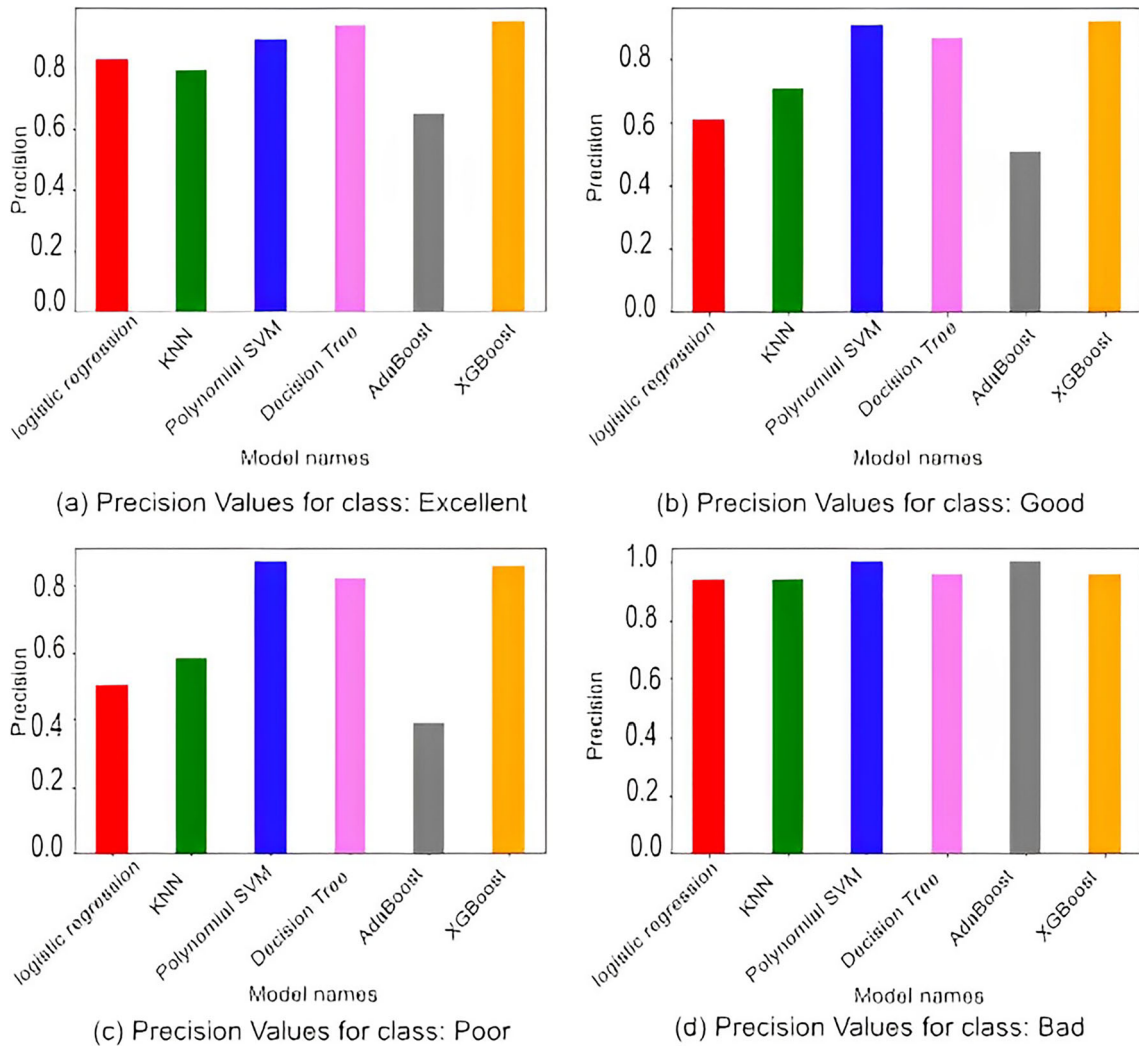 0.8
0.6
0.4
0.2
0.0
Precision
logistic regression
KNN
Polynomial SVM
Decision Tree
AdaBoost
XGBoost
Model names
(a) Precision Values for class: Excellent
0.8
0.6
0.4
0.2
0.0
Precision
logistic regression
KNN
Polynomial SVM
Decision Tree
AdaBoost
XGBoost
Model names
(b) Precision Values for class: Good
0.8
0.6
0.4
0.2
0.0
Precision
logistic regression
KNN
Polynomial SVM
Decision Tree
AdaBoost
XGBoost
Model names
(c) Precision Values for class: Poor
1.0
0.8
0.6
0.4
0.2
0.0
Precision
logistic regression
KNN
Polynomial SVM
Decision Tree
AdaBoost
XGBoost
Model names
(d) Precision Values for class: Bad